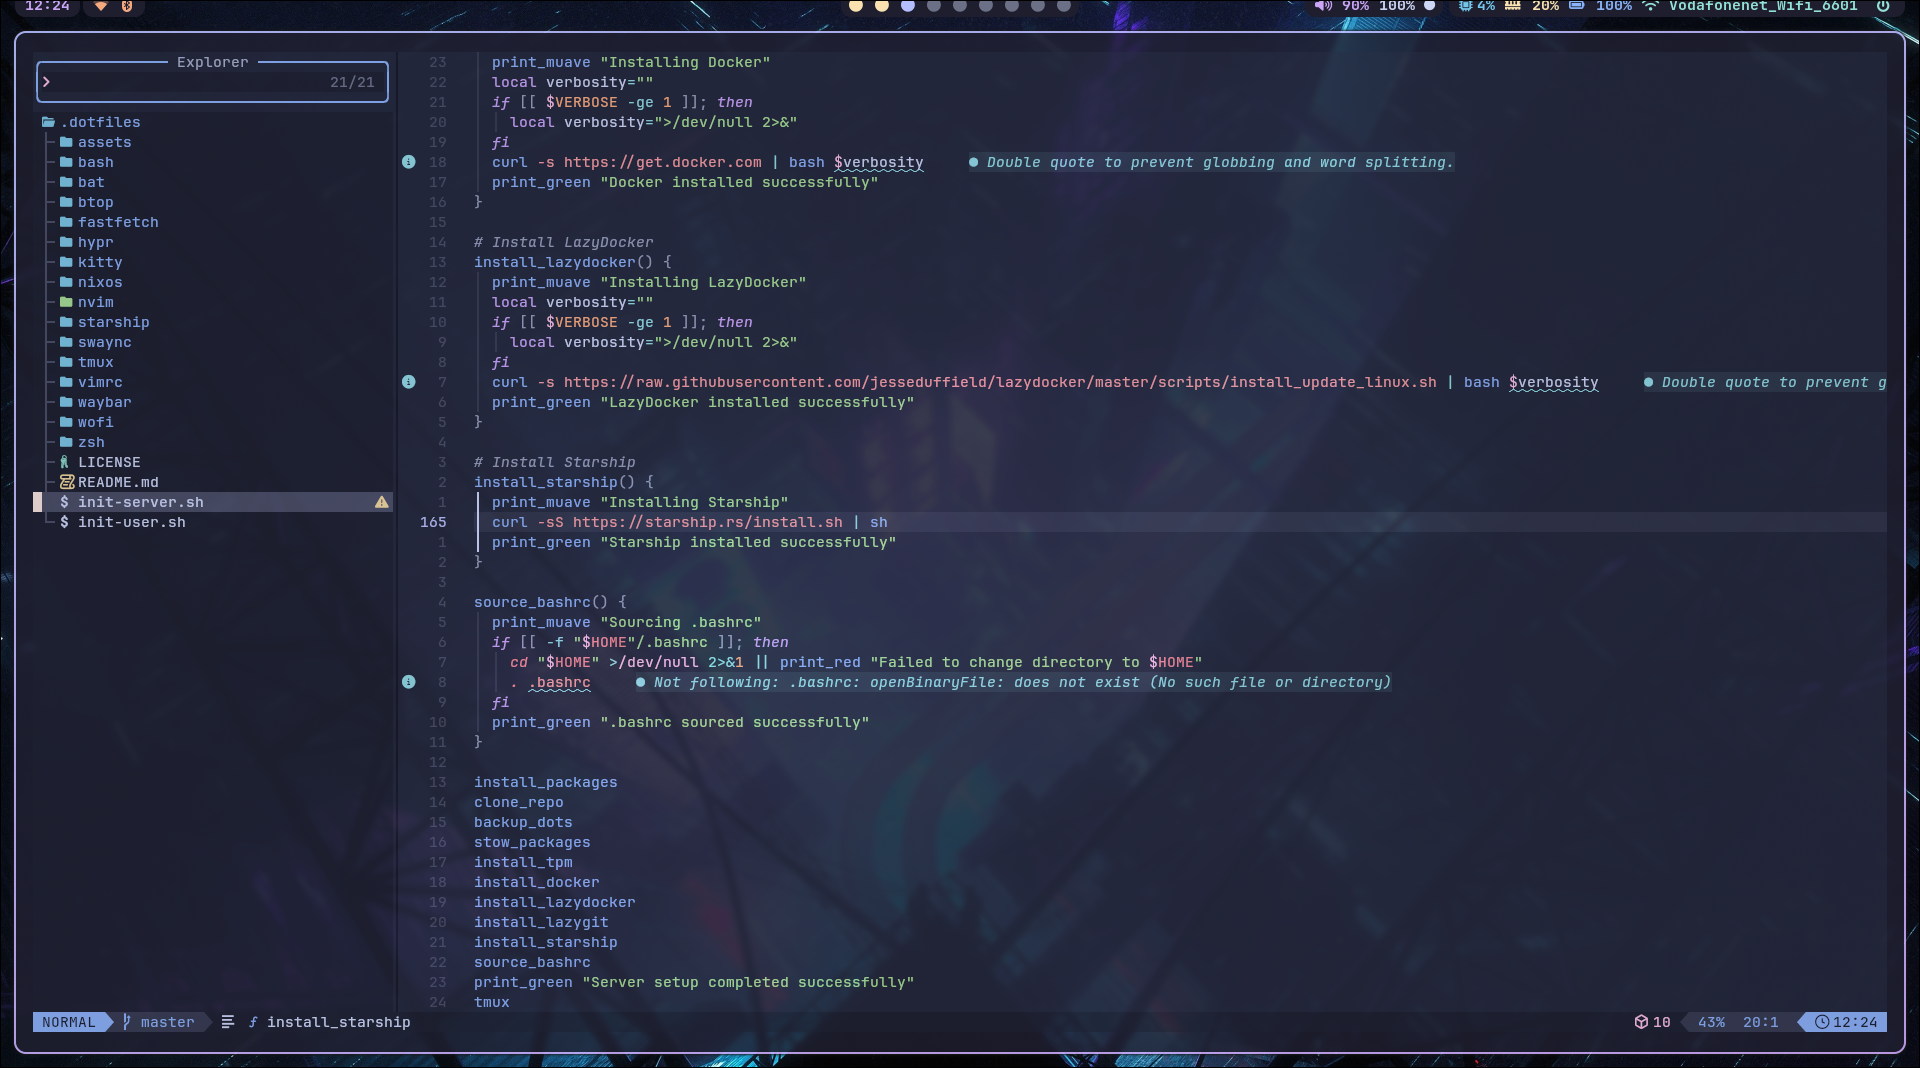 12:24
90% 100% 4% 20% 100% Vodafonenet_Wifi_6601
Explorer
21/21
.dotfiles
assets
bash
bat
btop
fastfetch
hypr
kitty
nixos
nvim
starship
swaync
tmux
vimrc
waybar
wofi
zsh
LICENSE
README.md
$ init-server.sh
$ init-user.sh
23 print_muave "Installing Docker"
22 local verbosity=""
21 if [[ $VERBOSE -ge 1 ]]; then
20 local verbosity=">/dev/null 2>&"
19 fi
18 curl -s https://get.docker.com | bash $verbosity ● Double quote to prevent globbing and word splitting.
17 print_green "Docker installed successfully"
16 }
15
14 # Install LazyDocker
13 install_lazydocker() {
12 print_muave "Installing LazyDocker"
11 local verbosity=""
10 if [[ $VERBOSE -ge 1 ]]; then
9 local verbosity=">/dev/null 2>&"
8 fi
7 curl -s https://raw.githubusercontent.com/jesseduffield/lazydocker/master/scripts/install_update_linux.sh | bash $verbosity ● Double quote to prevent g
6 print_green "LazyDocker installed successfully"
5 }
4
3 # Install Starship
2 install_starship() {
1 print_muave "Installing Starship"
165 curl -sS https://starship.rs/install.sh | sh
1 print_green "Starship installed successfully"
2 }
3
4 source_bashrc() {
5 print_muave "Sourcing .bashrc"
6 if [[ -f "$HOME"/.bashrc ]]; then
7 cd "$HOME" >/dev/null 2>&1 || print_red "Failed to change directory to $HOME"
8 . .bashrc ● Not following: .bashrc: openBinaryFile: does not exist (No such file or directory)
9 fi
10 print_green ".bashrc sourced successfully"
11 }
12
13 install_packages
14 clone_repo
15 backup_dots
16 stow_packages
17 install_tpm
18 install_docker
19 install_lazydocker
20 install_lazygit
21 install_starship
22 source_bashrc
23 print_green "Server setup completed successfully"
24 tmux
NORMAL master f install_starship 10 43% 20:1 12:24